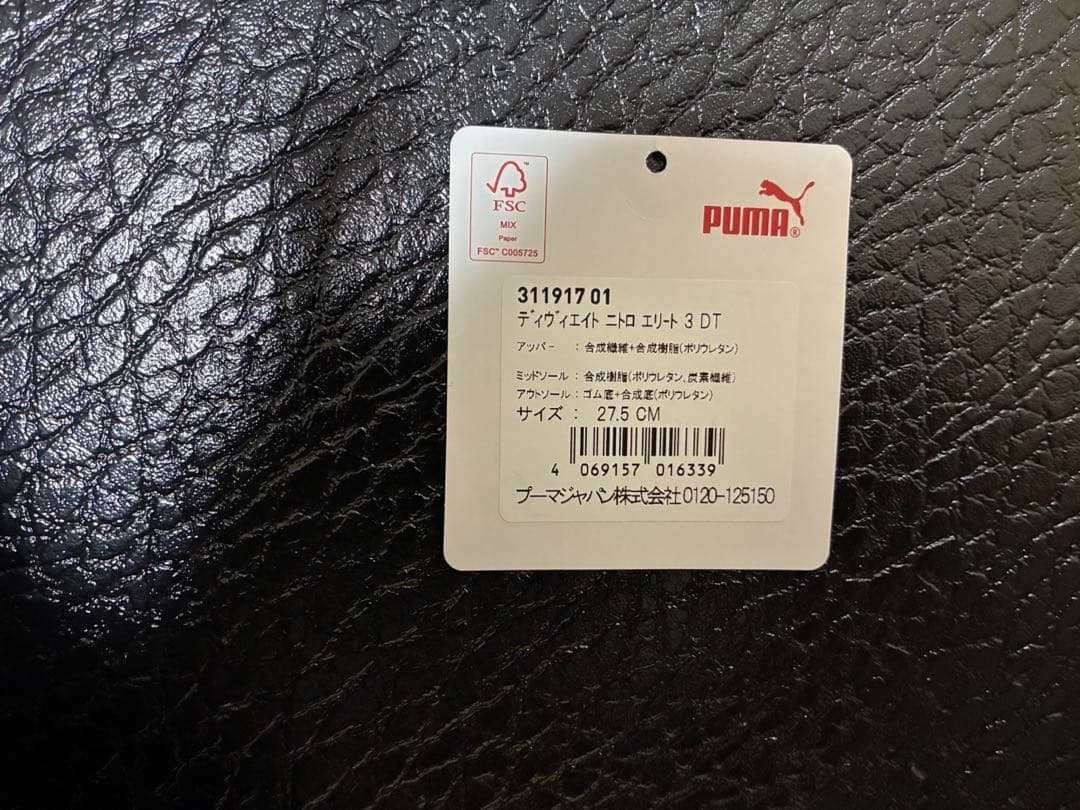 FSC™
MIX
Paper
FSC™ C005725
PUMA®
311917 01
ディヴィエイト ニトロ エリート 3 DT
アッパー : 合成繊維+合成樹脂(ポリウレタン)
ミッドソール : 合成樹脂(ポリウレタン、炭素繊維)
アウトソール : ゴム底+合成底(ポリウレタン)
サイズ : 27.5 CM
4 069157 016339
プーマジャパン株式会社0120-125150